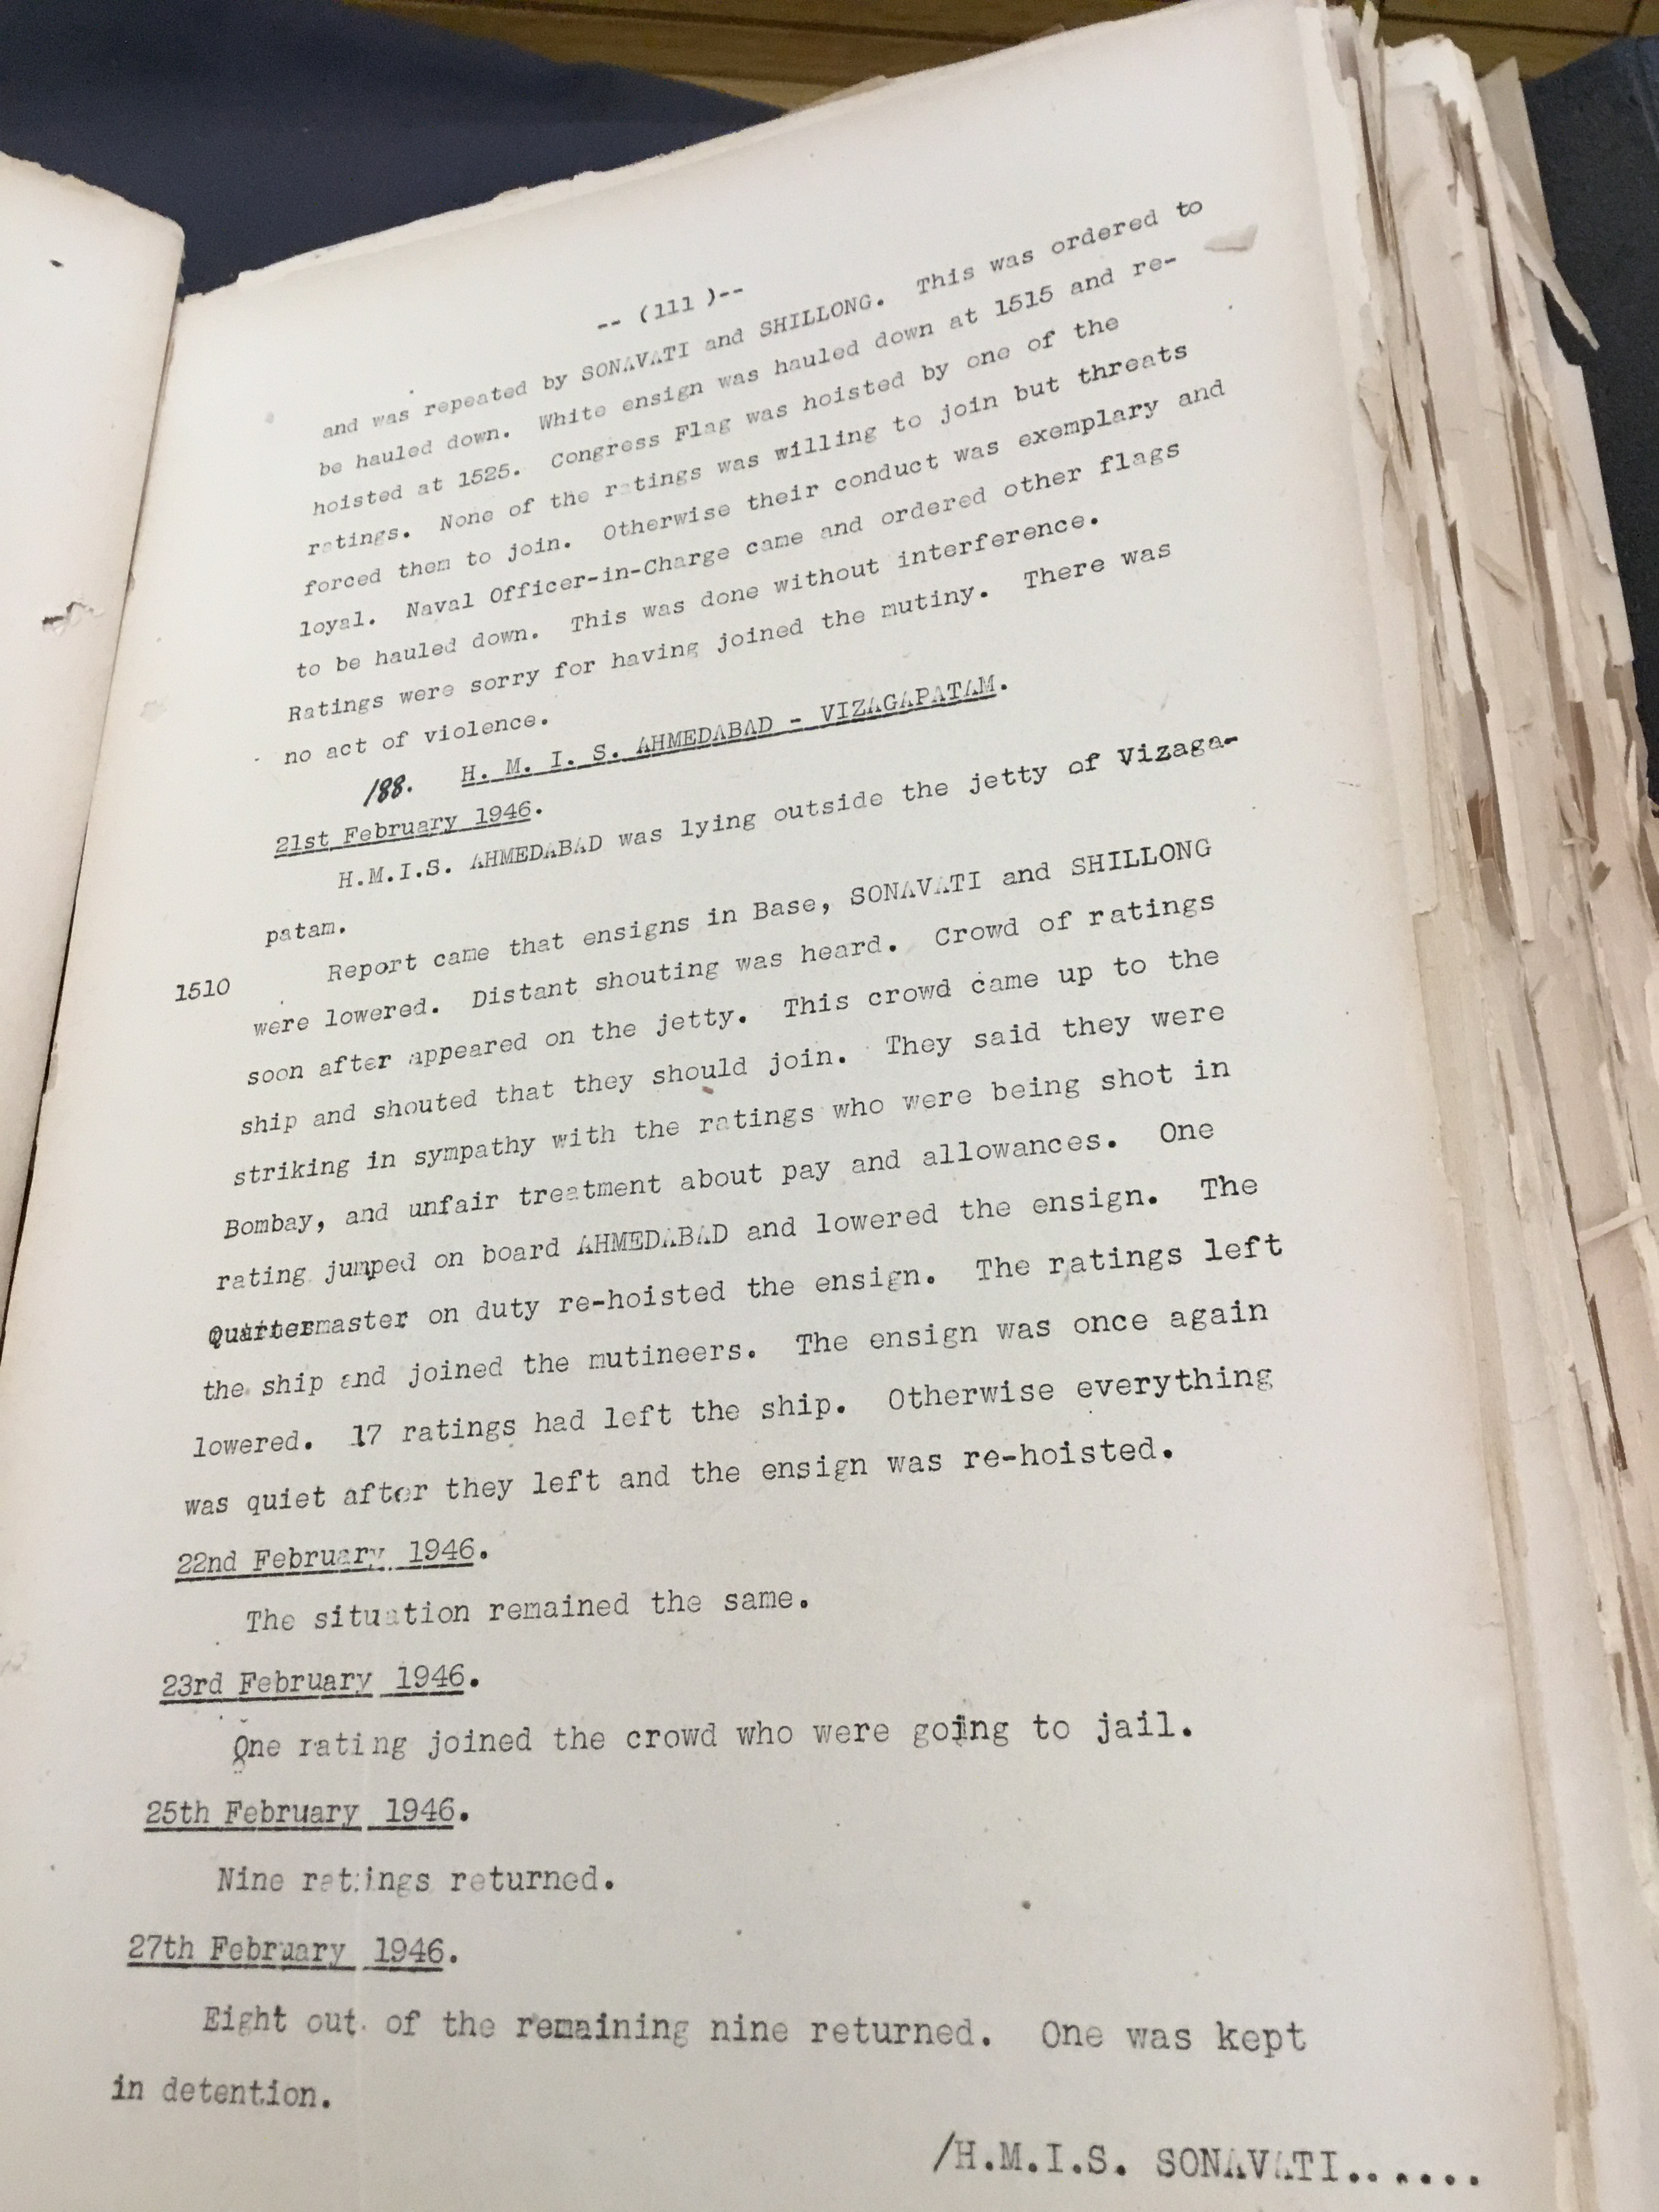 -- (111 )--
and was repeated by SONAVATI and SHILLONG. This was ordered to
be hauled down. White ensign was hauled down at 1515 and re-
hoisted at 1525. Congress Flag was hoisted by one of the
ratings. None of the ratings was willing to join but threats
forced them to join. Otherwise their conduct was exemplary and
loyal. Naval Officer-in-Charge came and ordered other flags
to be hauled down. This was done without interference.
Ratings were sorry for having joined the mutiny. There was
no act of violence.
188. H. M. I. S. AHMEDABAD - VIZAGAPATAM.
21st February 1946.
H.M.I.S. AHMEDABAD was lying outside the jetty of Vizaga-
patam.
1510 Report came that ensigns in Base, SONAVATI and SHILLONG
were lowered. Distant shouting was heard. Crowd of ratings
soon after appeared on the jetty. This crowd came up to the
ship and shouted that they should join. They said they were
striking in sympathy with the ratings who were being shot in
Bombay, and unfair treatment about pay and allowances. One
rating jumped on board AHMEDABAD and lowered the ensign. The
Quartermaster on duty re-hoisted the ensign. The ratings left
the ship and joined the mutineers. The ensign was once again
lowered. 17 ratings had left the ship. Otherwise everything
was quiet after they left and the ensign was re-hoisted.
22nd February 1946.
The situation remained the same.
23rd February 1946.
One rating joined the crowd who were going to jail.
25th February 1946.
Nine ratings returned.
27th February 1946.
Eight out of the remaining nine returned. One was kept
in detention.
/H.M.I.S. SONAVATI......